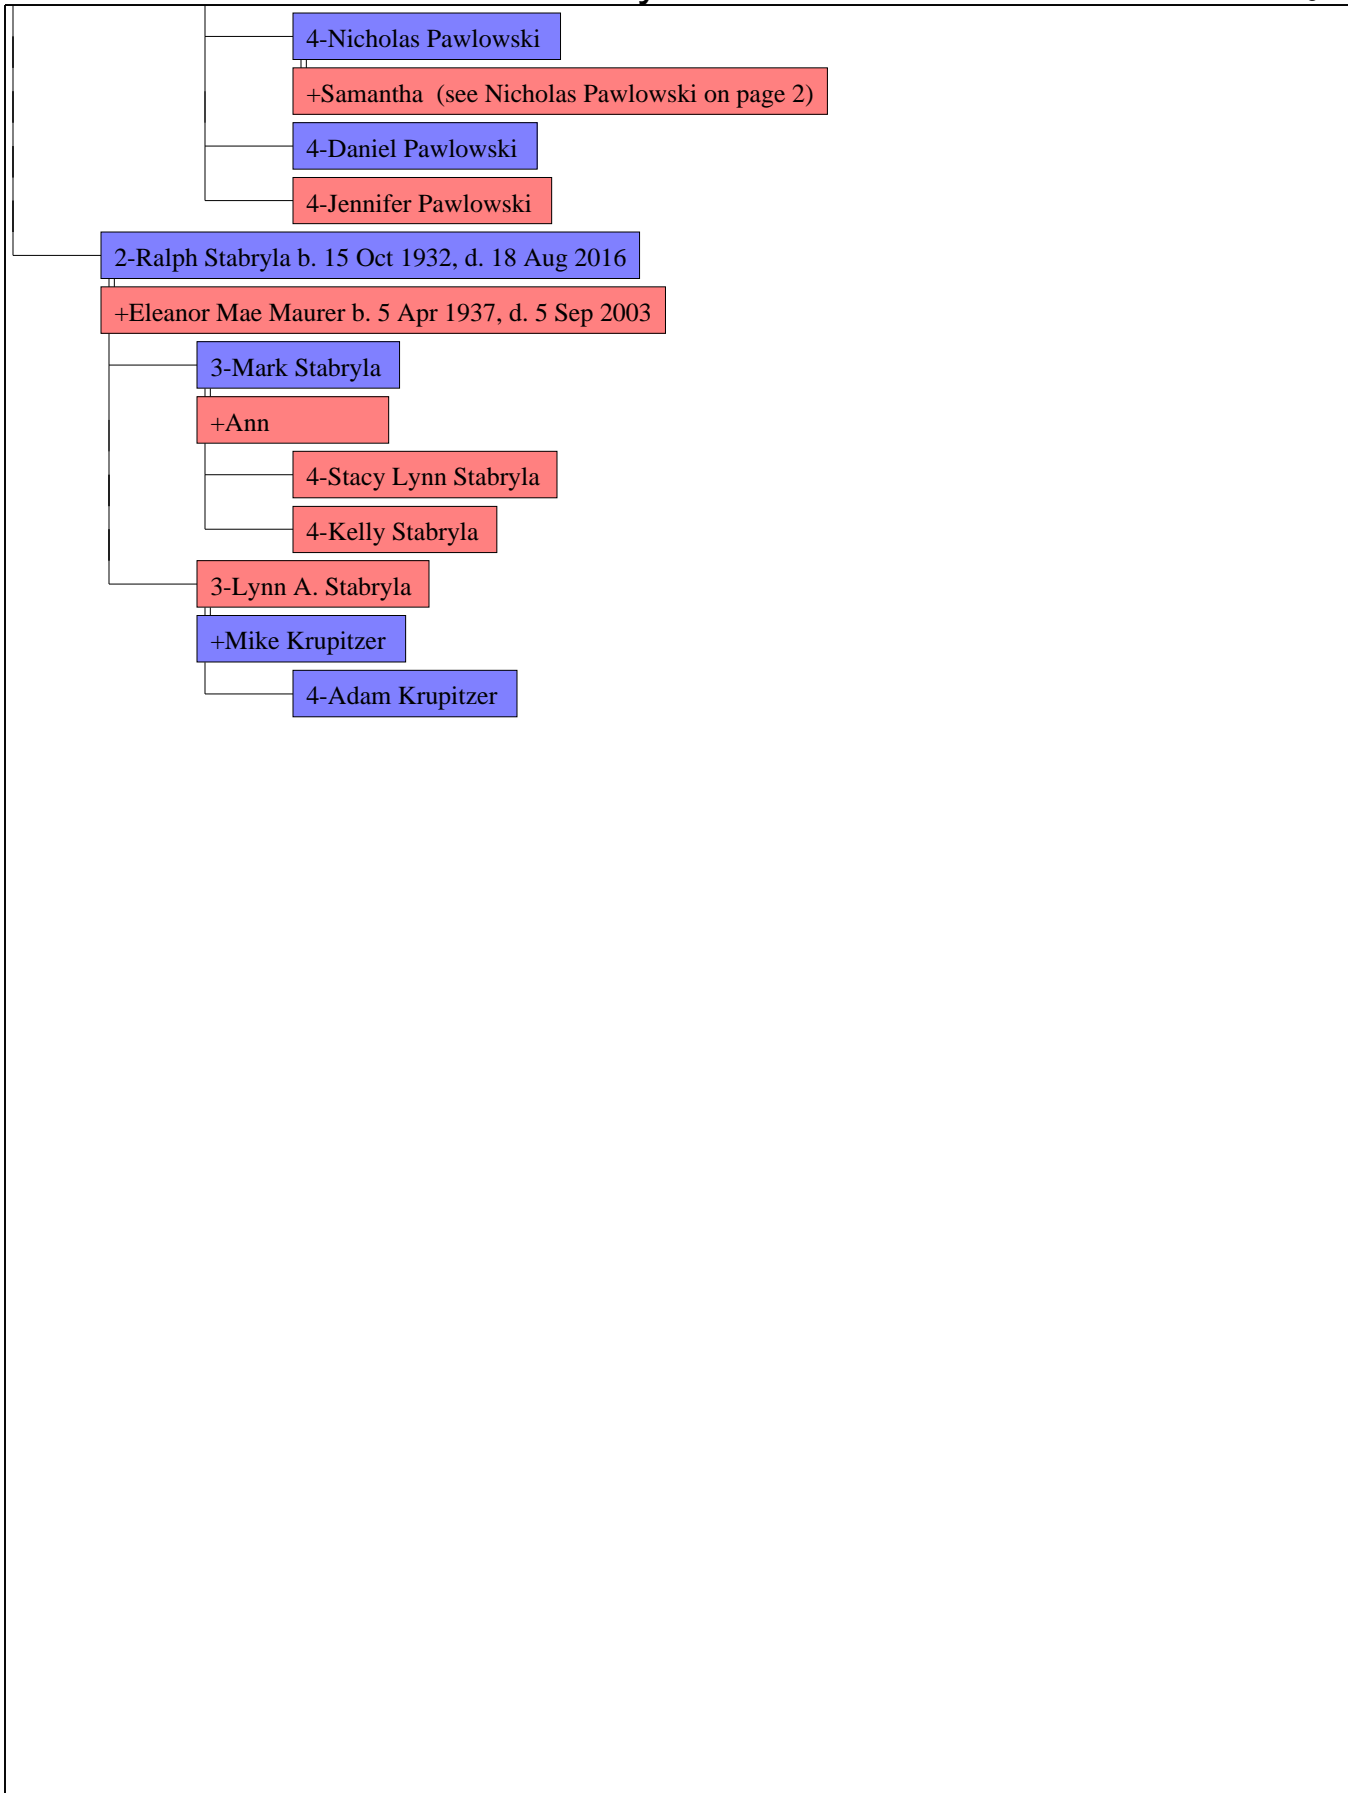 4-Nicholas Pawlowski
+Samantha  (see Nicholas Pawlowski on page 2)
4-Daniel Pawlowski
4-Jennifer Pawlowski
2-Ralph Stabryla b. 15 Oct 1932, d. 18 Aug 2016
+Eleanor Mae Maurer b. 5 Apr 1937, d. 5 Sep 2003
3-Mark Stabryla
+Ann
4-Stacy Lynn Stabryla
4-Kelly Stabryla
3-Lynn A. Stabryla
+Mike Krupitzer
4-Adam Krupitzer